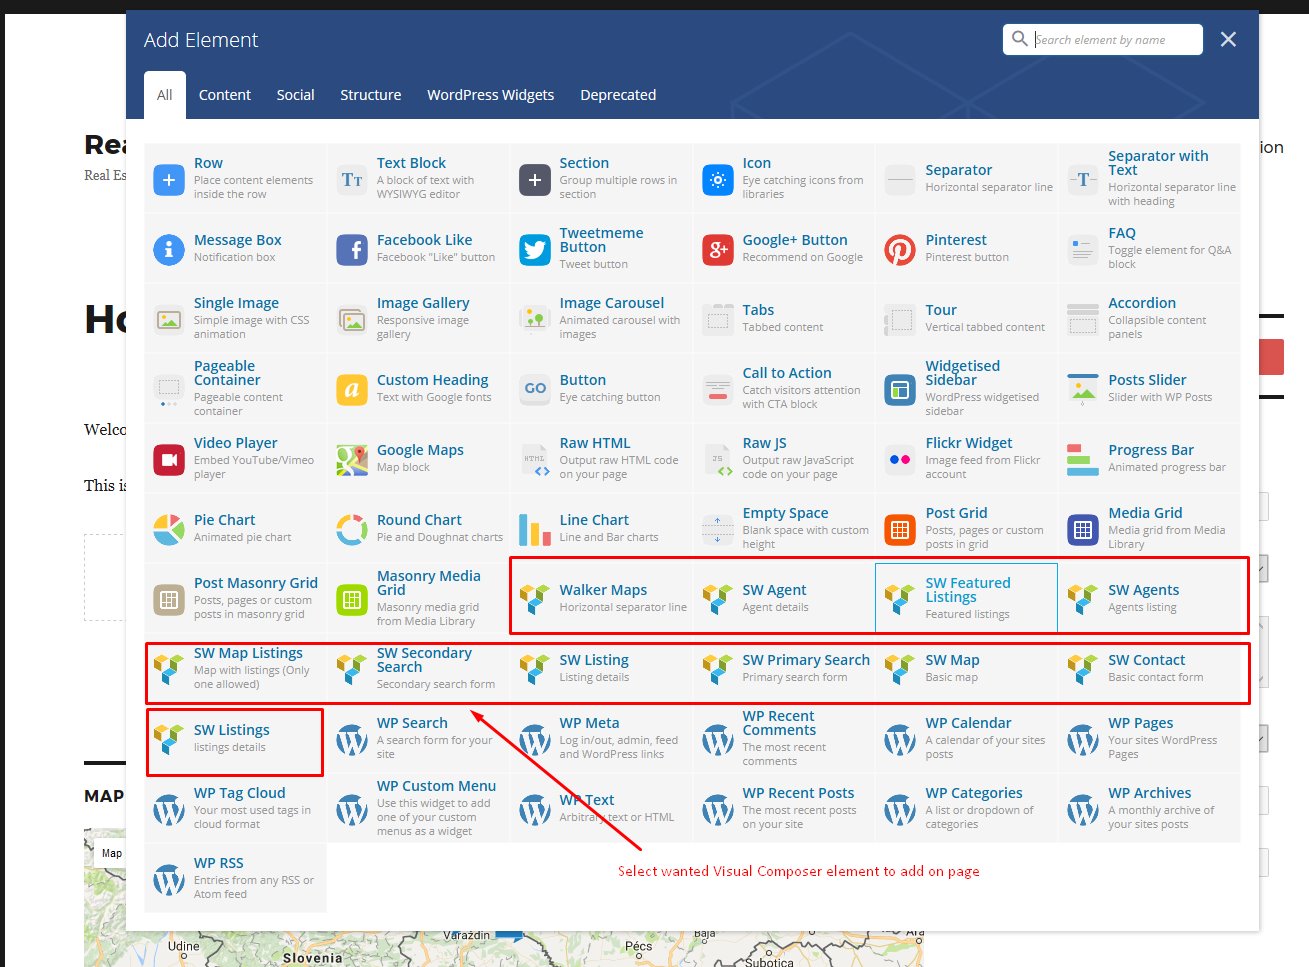 Add Element
Search element by name
All
Content
Social
Structure
WordPress Widgets
Deprecated
Row
Place content elements
inside the row
Text Block
A block of text with
WYSIWYG editor
Section
Group multiple rows in
section
Icon
Eye catching icons from
libraries
Separator
Horizontal separator line
T
Separator with
Text
Horizontal separator line
with heading
Message Box
Notification box
Facebook Like
Facebook "Like" button
Tweetmeme
Button
Tweet button
Google+ Button
Recommend on Google
Pinterest
Pinterest button
FAQ
Toggle element for Q&A
block
Single Image
Simple image with CSS
animation
Image Gallery
Responsive image
gallery
Image Carousel
Animated carousel with
images
Tabs
Tabbed content
Tour
Vertical tabbed content
Accordion
Collapsible content
panels
Pageable
Container
Pageable content
container
Custom Heading
Text with Google fonts
GO
Button
Eye catching button
Call to Action
Catch visitors attention
with CTA block
Widgetised
Sidebar
WordPress widgetised
sidebar
Posts Slider
Slider with WP Posts
Video Player
Embed YouTube/Vimeo
player
Google Maps
Map block
HTML
Raw HTML
Output raw HTML code
on your page
JS
Raw JS
Output raw JavaScript
code on your page
Flickr Widget
Image feed from Flickr
account
Progress Bar
Animated progress bar
Pie Chart
Animated pie chart
Round Chart
Pie and Doughnat charts
Line Chart
Line and Bar charts
Empty Space
Blank space with custom
height
Post Grid
Posts, pages or custom
posts in grid
Media Grid
Media grid from Media
Library
Post Masonry Grid
Posts, pages or custom
posts in masonry grid
Masonry Media
Grid
Masonry media grid
from Media Library
Walker Maps
Horizontal separator line
SW Agent
Agent details
SW Featured
Listings
Featured listings
SW Agents
Agents listing
SW Map Listings
Map with listings (Only
one allowed)
SW Secondary
Search
Secondary search form
SW Listing
Listing details
SW Primary Search
Primary search form
SW Map
Basic map
SW Contact
Basic contact form
SW Listings
listings details
WP Search
A search form for your
site
WP Meta
Log in/out, admin, feed
and WordPress links
WP Recent
Comments
The most recent
comments
WP Calendar
A calendar of your sites
posts
WP Pages
Your sites WordPress
Pages
WP Tag Cloud
Your most used tags in
cloud format
WP Custom Menu
Use this widget to add
one of your custom
menus as a widget
WP Text
Arbitrary text or HTML
WP Recent Posts
The most recent posts
on your site
WP Categories
A list or dropdown of
categories
WP Archives
A monthly archive of
your sites posts
WP RSS
Entries from any RSS or
Atom feed
Select wanted Visual Composer element to add on page
Rea
Real Es
ion
Ho
Welco
This is
MAP
Map
Udine
Slovenia
Varaždin
Pécs
Baja
Subotica
Ara